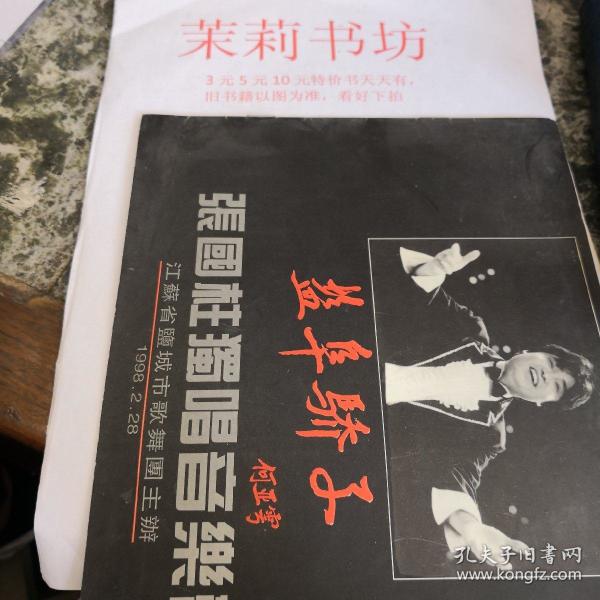 茉莉书坊
3元5元10元特价书天天有，
旧书籍以图为准，看好下拍
盐阜骄子
張國柱獨唱音樂
江蘇省鹽城市歌舞團主辦
1998.2.28
孔夫子旧书网
www.kongfz.com